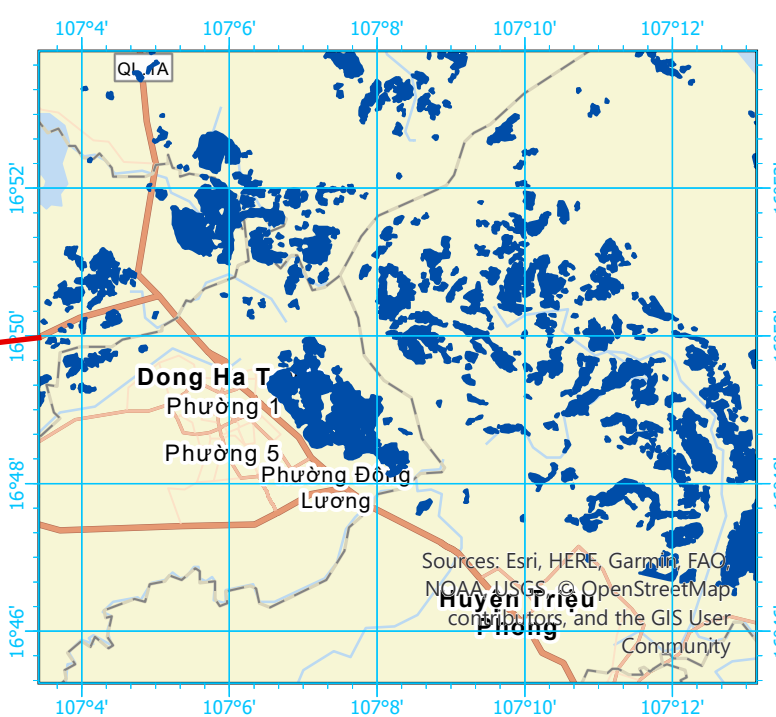 107°4' 107°6' 107°8' 107°10' 107°12'
16°52'
16°50'
16°48'
16°46'
Dong Ha T
Phường 1
Phường 5
Phường Đông
Lương
Sources: Esri, HERE, Garmin, FAO,
NOAA, USGS, © OpenStreetMap
Huyện Triệu
contributors, and the GIS User
Phong
Community
107°4' 107°6' 107°8' 107°10' 107°12'